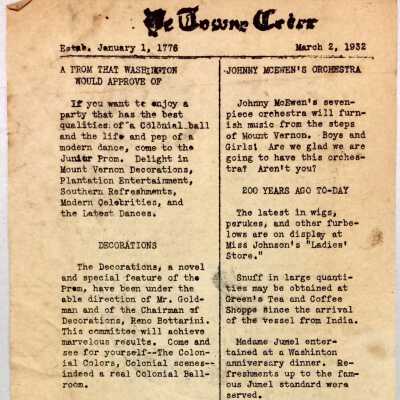 Ye Towne Crier
Estab. January 1, 1776
March 2, 1932
A PROM THAT WASHINGTON
WOULD APPROVE OF
If you want to enjoy a
party that has the best
qualities of a Colonial ball
and the life and pep of a
modern dance, come to the
Junior Prom. Delight in
Mount Vernon Decorations,
Plantation Entertainment,
Southern Refreshments,
Modern Celebrities, and
the Latest Dances.
DECORATIONS
The Decorations, a novel
and special feature of the
Prom, have been under the
able direction of Mr. Gold-
man and of the Chairman of
Decorations, Reno Bottarini.
This committee will achieve
marvelous results. Come and
see for yourself--The Colon-
ial Colors, Colonial scenes--
indeed a real Colonial Ball-
room.
JOHNNY MCEWEN'S ORCHESTRA
Johnny McEwen's seven-
piece orchestra will furn-
ish music from the steps
of Mount Vernon. Boys and
Girls! Are we glad we are
going to have this orches-
tra? Aren't you?
200 YEARS AGO TO-DAY
The latest in wigs,
perukes, and other furbe-
lows are on display at
Miss Johnson's "Ladies'
Store."
Snuff in large quanti-
ties may be obtained at
Green's Tea and Coffee
Shoppe since the arrival
of the vessel from India.
Madame Jumel enter-
tained at a Washinton
anniversary dinner. Re-
freshments up to the fam-
ous Jumel standard were
served.